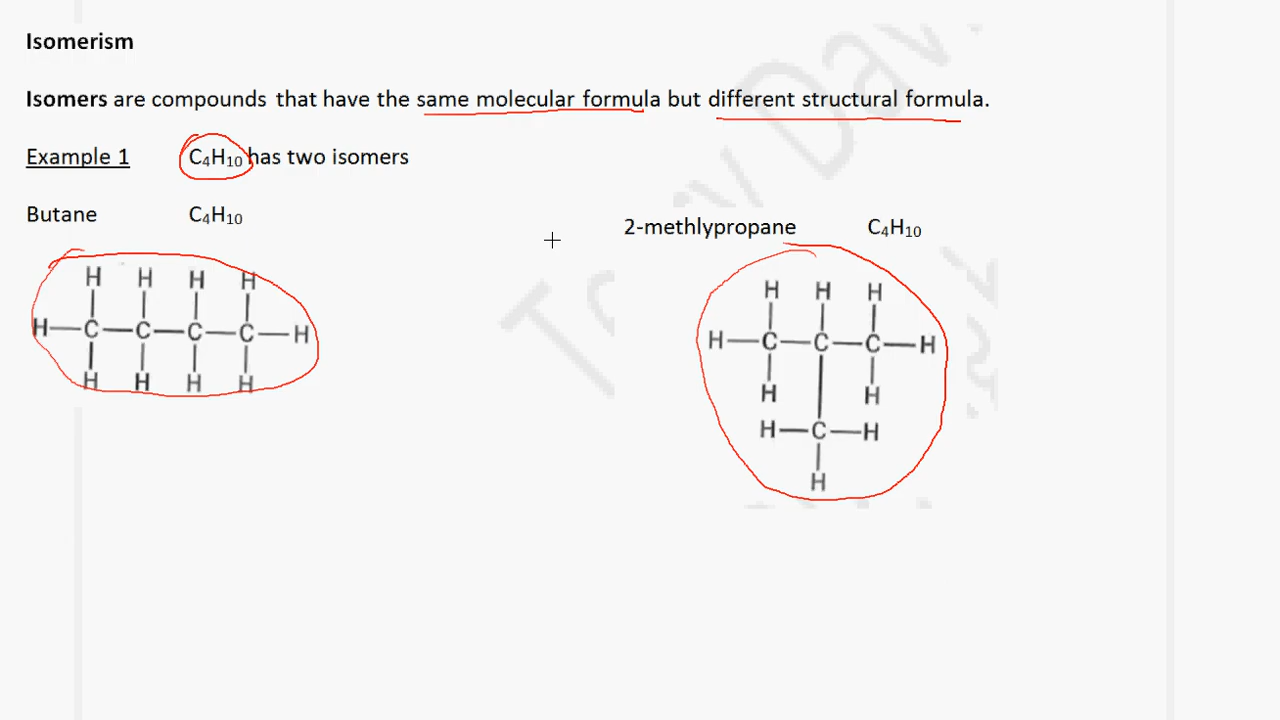 Isomerism
Isomers are compounds that have the same molecular formula but different structural formula.
Example 1 C₄H₁₀ has two isomers
Butane C₄H₁₀
2-methlypropane C₄H₁₀
H H H H
H C C C C H
H H H H
H H H
H C C C H
H H
H C H
H